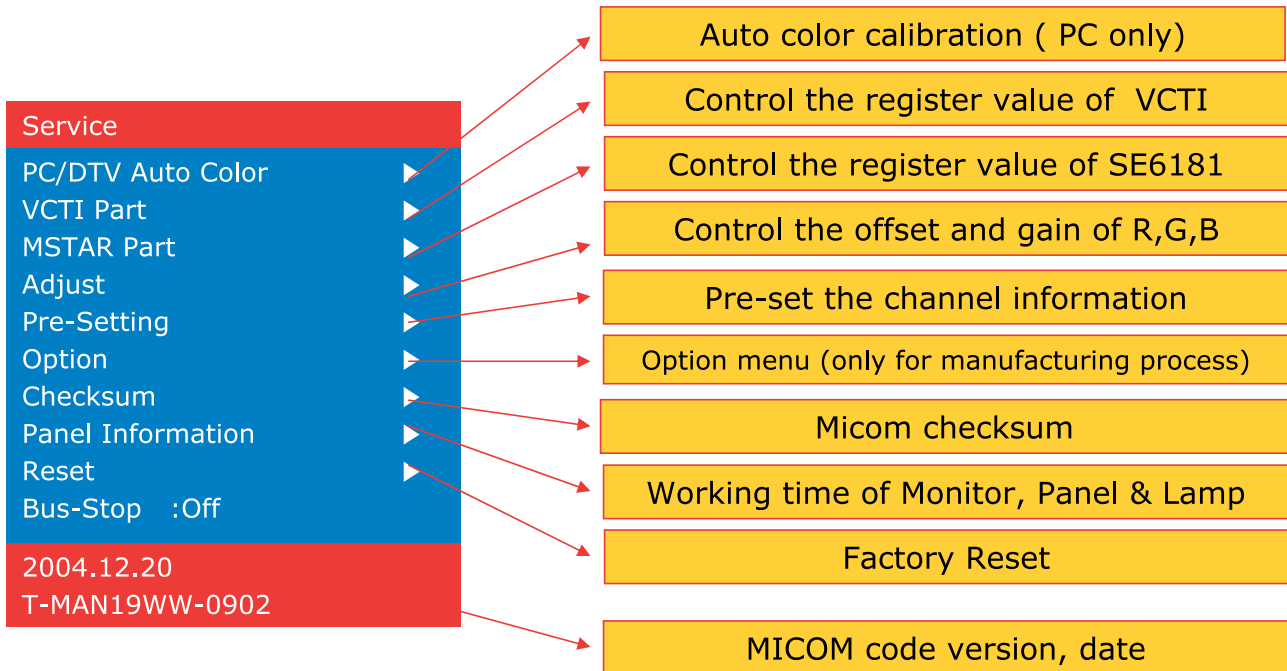 Service
PC/DTV Auto Color
VCTI Part
MSTAR Part
Adjust
Pre-Setting
Option
Checksum
Panel Information
Reset
Bus-Stop :Off
2004.12.20
T-MAN19WW-0902
Auto color calibration ( PC only)
Control the register value of VCTI
Control the register value of SE6181
Control the offset and gain of R,G,B
Pre-set the channel information
Option menu (only for manufacturing process)
Micom checksum
Working time of Monitor, Panel & Lamp
Factory Reset
MICOM code version, date